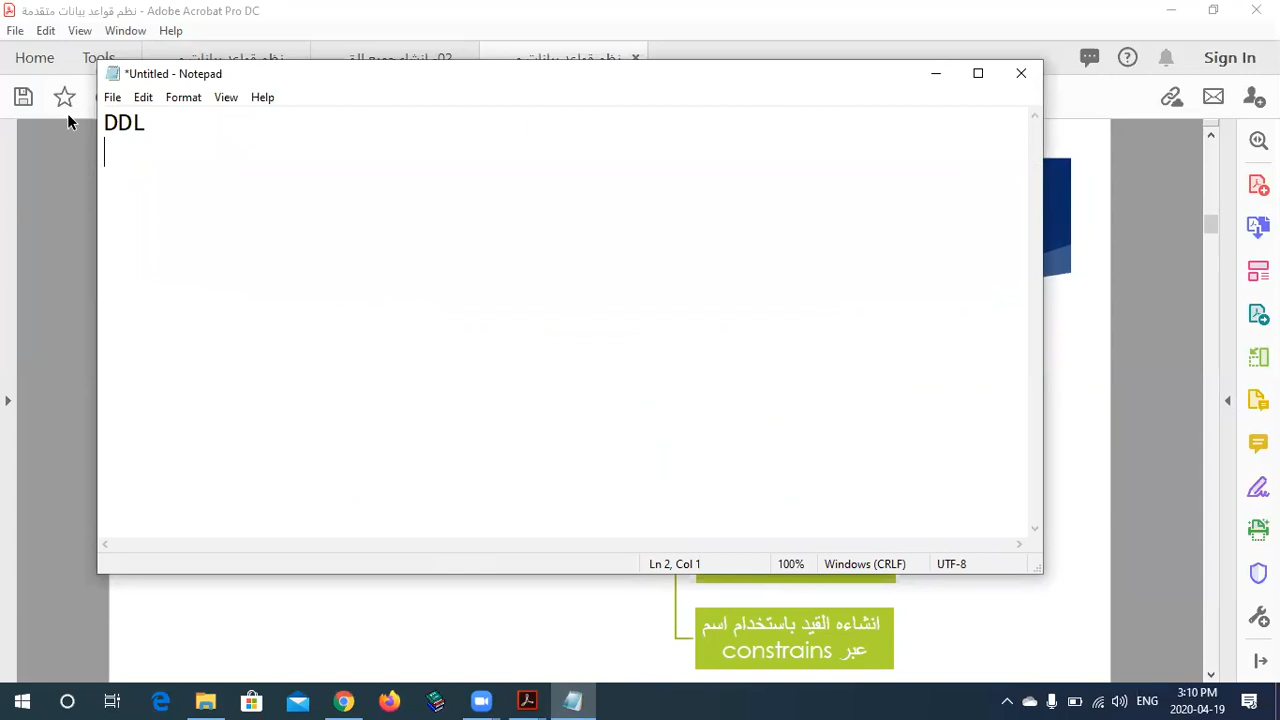 نظم قواعد بيانات متقدمة - Adobe Acrobat Pro DC
File Edit View Window Help
Home Tools
Sign In
*Untitled - Notepad
File Edit Format View Help
DDL
Ln 2, Col 1 100% Windows (CRLF) UTF-8
انشاءه القيد باستخدام اسم
عبر constrains
ENG
3:10 PM
2020-04-19